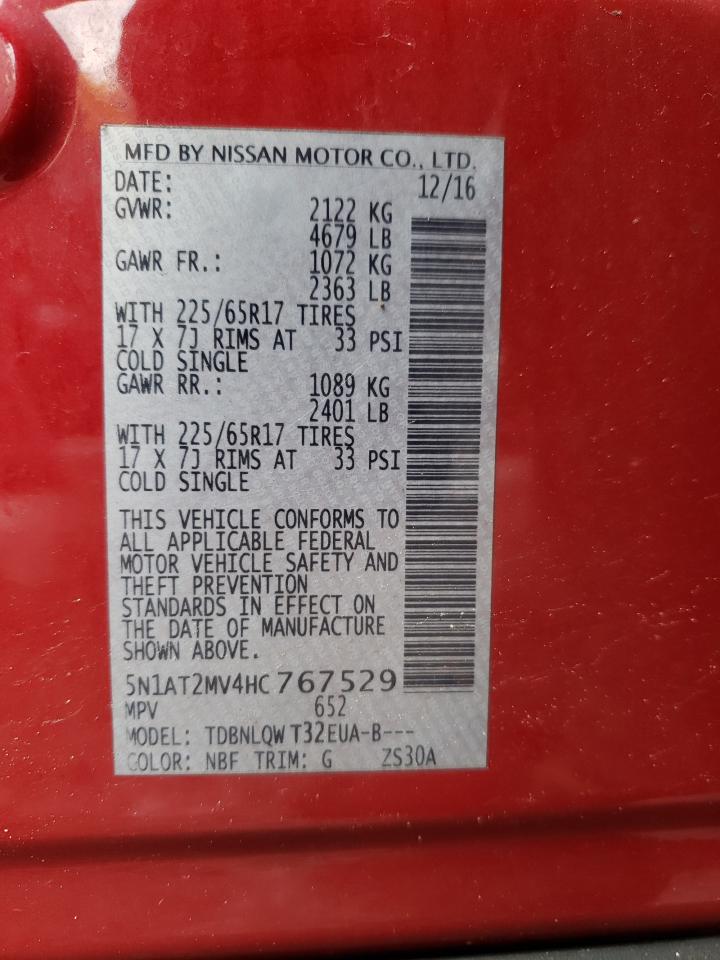 MFD BY NISSAN MOTOR CO., LTD.
DATE: 12/16
GVWR: 2122 KG
4679 LB
GAWR FR.: 1072 KG
2363 LB
WITH 225/65R17 TIRES
17 X 7J RIMS AT 33 PSI
COLD SINGLE
GAWR RR.: 1089 KG
2401 LB
WITH 225/65R17 TIRES
17 X 7J RIMS AT 33 PSI
COLD SINGLE
THIS VEHICLE CONFORMS TO
ALL APPLICABLE FEDERAL
MOTOR VEHICLE SAFETY AND
THEFT PREVENTION
STANDARDS IN EFFECT ON
THE DATE OF MANUFACTURE
SHOWN ABOVE.
5N1AT2MV4HC767529
MPV 652
MODEL: TDBNLQW T32EUA-B---
COLOR: NBF TRIM: G ZS30A